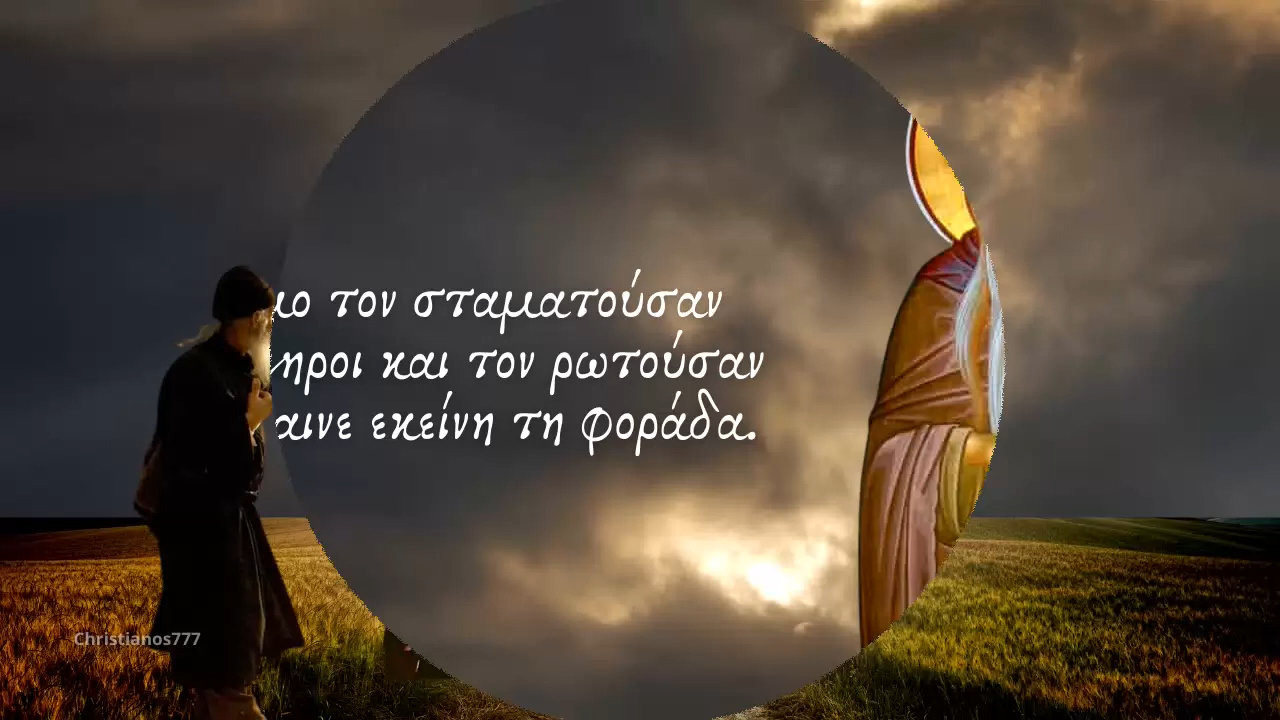 τον σταματούσαν
και τον ρωτούσαν
εκείνη τη φοράδα.
Christianos777